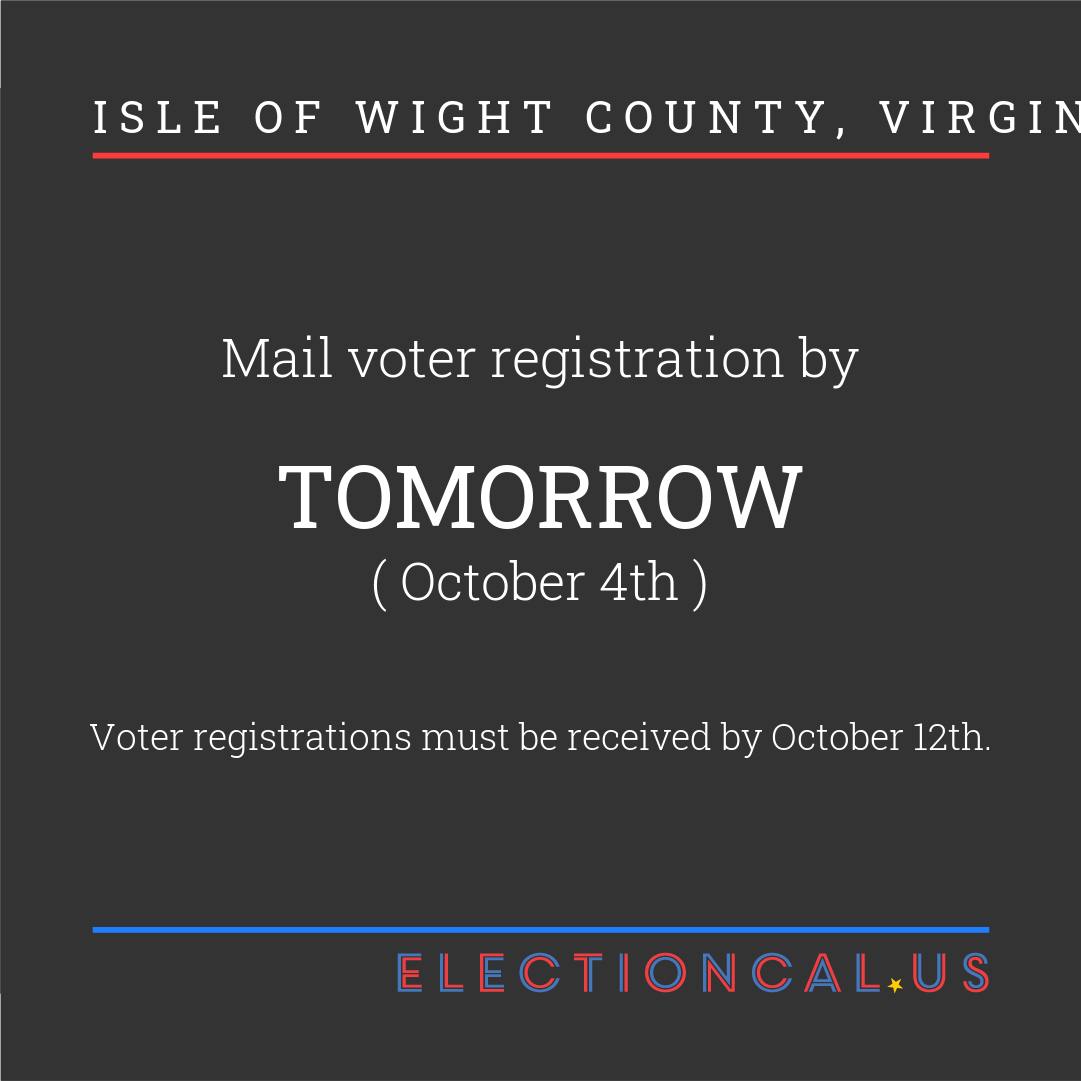 ISLE OF WIGHT COUNTY, VIRGIN
Mail voter registration by
TOMORROW
( October 4th )
Voter registrations must be received by October 12th.
ELECTIONCAL.US